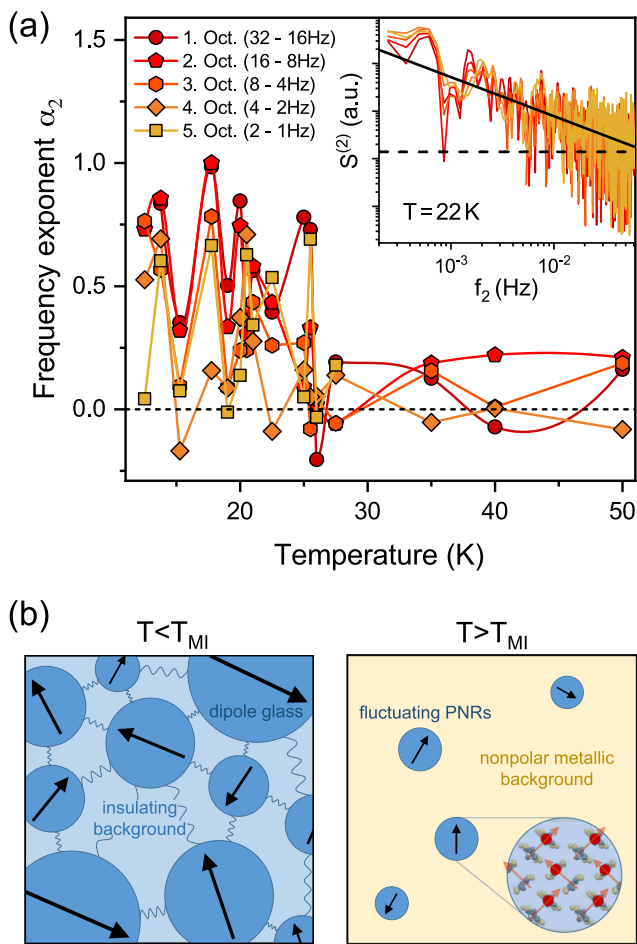 (a)
1.5
1.0
0.5
0.0
Frequency exponent α₂
1. Oct. (32 - 16Hz)
2. Oct. (16 - 8Hz)
3. Oct. (8 - 4Hz)
4. Oct. (4 - 2Hz)
5. Oct. (2 - 1Hz)
S⁽²⁾ (a.u.)
T = 22 K
10⁻³ 10⁻²
f₂ (Hz)
20 30 40 50
Temperature (K)
(b)
T<T_MI
dipole glass
insulating
background
T>T_MI
fluctuating PNRs
nonpolar metallic
background